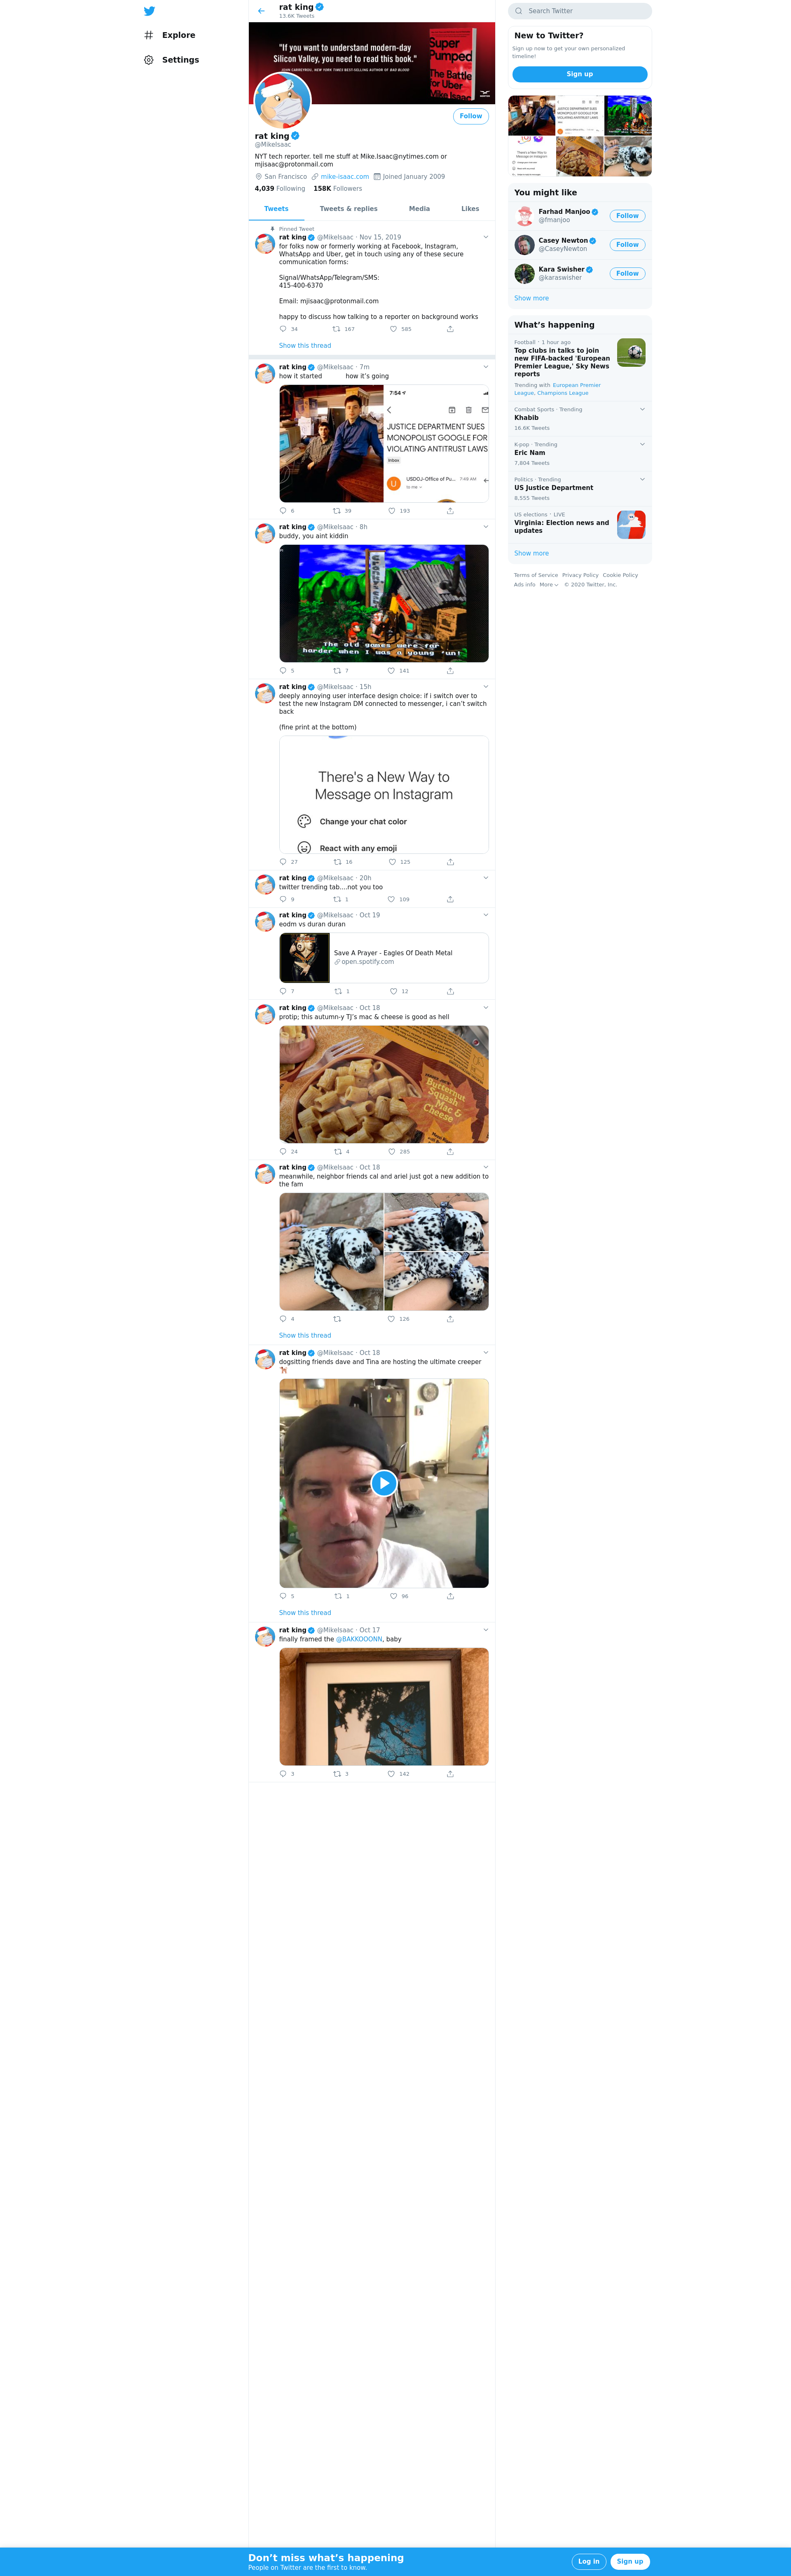 rat king
13.6K Tweets
Explore
Settings
Search Twitter
"If you want to understand modern-day
Silicon Valley, you need to read this book."
JOHN CARREYROU, NEW YORK TIMES BEST-SELLING AUTHOR OF BAD BLOOD
Super
Pumped
The Battle
for Uber
Mike Isaac
Follow
rat king
@MikeIsaac
NYT tech reporter. tell me stuff at Mike.Isaac@nytimes.com or
mjisaac@protonmail.com
San Francisco mike-isaac.com Joined January 2009
4,039 Following 158K Followers
Tweets Tweets & replies Media Likes
Pinned Tweet
rat king @MikeIsaac · Nov 15, 2019
for folks now or formerly working at Facebook, Instagram,
WhatsApp and Uber, get in touch using any of these secure
communication forms:
Signal/WhatsApp/Telegram/SMS:
415-400-6370
Email: mjisaac@protonmail.com
happy to discuss how talking to a reporter on background works
34 167 585
Show this thread
rat king @MikeIsaac · 7m
how it started how it's going
7:54
JUSTICE DEPARTMENT SUES
MONOPOLIST GOOGLE FOR
VIOLATING ANTITRUST LAWS
Inbox
U
USDOJ-Office of Pu... 7:48 AM
to me
6 39 193
rat king @MikeIsaac · 8h
buddy, you aint kiddin
The old games were far
harder when I was a young 'un!
5 7 141
rat king @MikeIsaac · 15h
deeply annoying user interface design choice: if i switch over to
test the new Instagram DM connected to messenger, i can't switch
back
(fine print at the bottom)
There's a New Way to
Message on Instagram
Change your chat color
React with any emoji
27 16 125
rat king @MikeIsaac · 20h
twitter trending tab....not you too
9 1 109
rat king @MikeIsaac · Oct 19
eodm vs duran duran
Save A Prayer - Eagles Of Death Metal
open.spotify.com
7 1 12
rat king @MikeIsaac · Oct 18
protip; this autumn-y TJ's mac & cheese is good as hell
Butternut
Squash
Mac &
Cheese
24 4 285
rat king @MikeIsaac · Oct 18
meanwhile, neighbor friends cal and ariel just got a new addition to
the fam
4 126
Show this thread
rat king @MikeIsaac · Oct 18
dogsitting friends dave and Tina are hosting the ultimate creeper
5 1 96
Show this thread
rat king @MikeIsaac · Oct 17
finally framed the @BAKKOOONN, baby
3 3 142
New to Twitter?
Sign up now to get your own personalized
timeline!
Sign up
You might like
Farhad Manjoo
@fmanjoo
Follow
Casey Newton
@CaseyNewton
Follow
Kara Swisher
@karaswisher
Follow
Show more
What's happening
Football · 1 hour ago
Top clubs in talks to join
new FIFA-backed 'European
Premier League,' Sky News
reports
Trending with European Premier
League, Champions League
Combat Sports · Trending
Khabib
16.6K Tweets
K-pop · Trending
Eric Nam
7,804 Tweets
Politics · Trending
US Justice Department
8,555 Tweets
US elections · LIVE
Virginia: Election news and
updates
Show more
Terms of Service Privacy Policy Cookie Policy
Ads info More © 2020 Twitter, Inc.
Don't miss what's happening
People on Twitter are the first to know.
Log in
Sign up